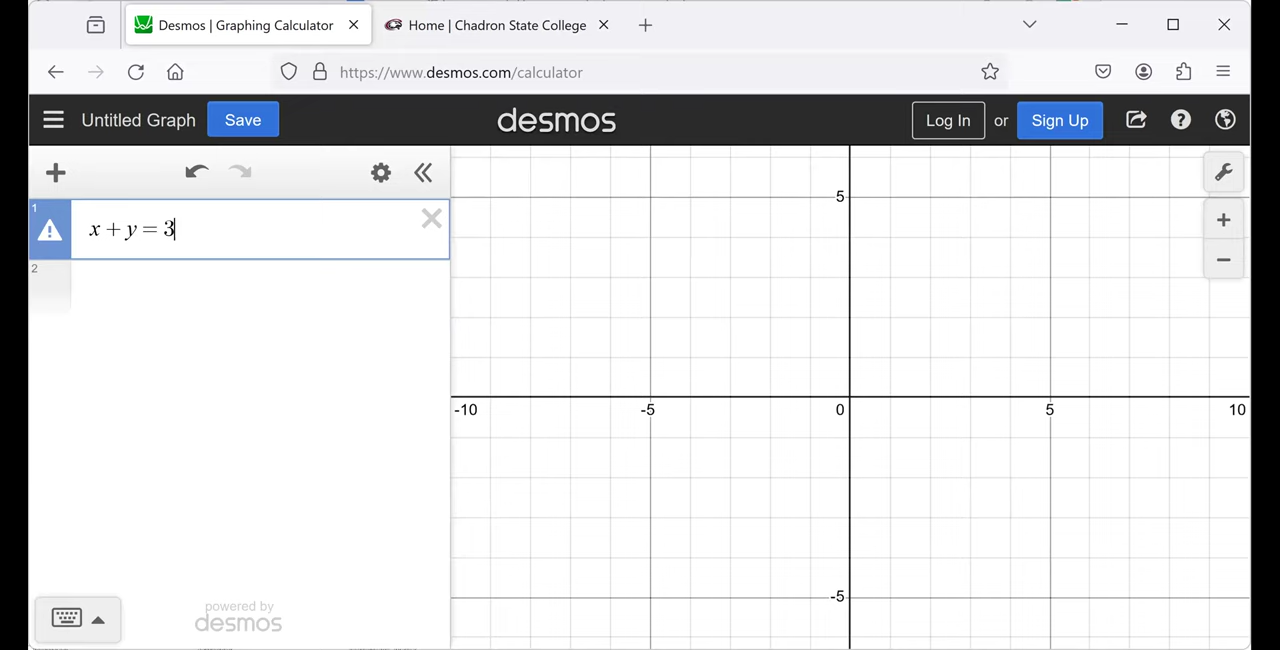 Desmos | Graphing Calculator
Home | Chadron State College
https://www.desmos.com/calculator
Untitled Graph
Save
desmos
Log In
or
Sign Up
1
x + y = 3
2
5
-10
-5
0
5
10
-5
powered by
desmos